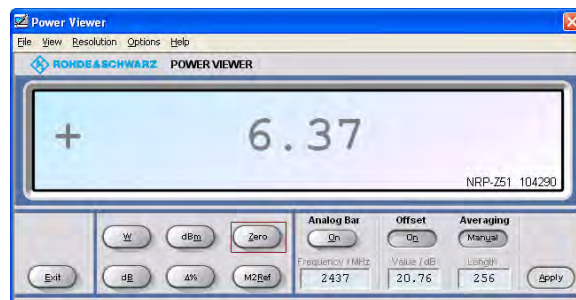 Power Viewer
File View Resolution Options Help
ROHDE&SCHWARZ POWER VIEWER
+ 6.37
NRP-Z51 104290
Analog Bar Offset Averaging
W dBm Zero On On Manual
Frequency / MHz Value / dB Length
Exit dB Δ% M2Ref 2437 20.76 256 Apply